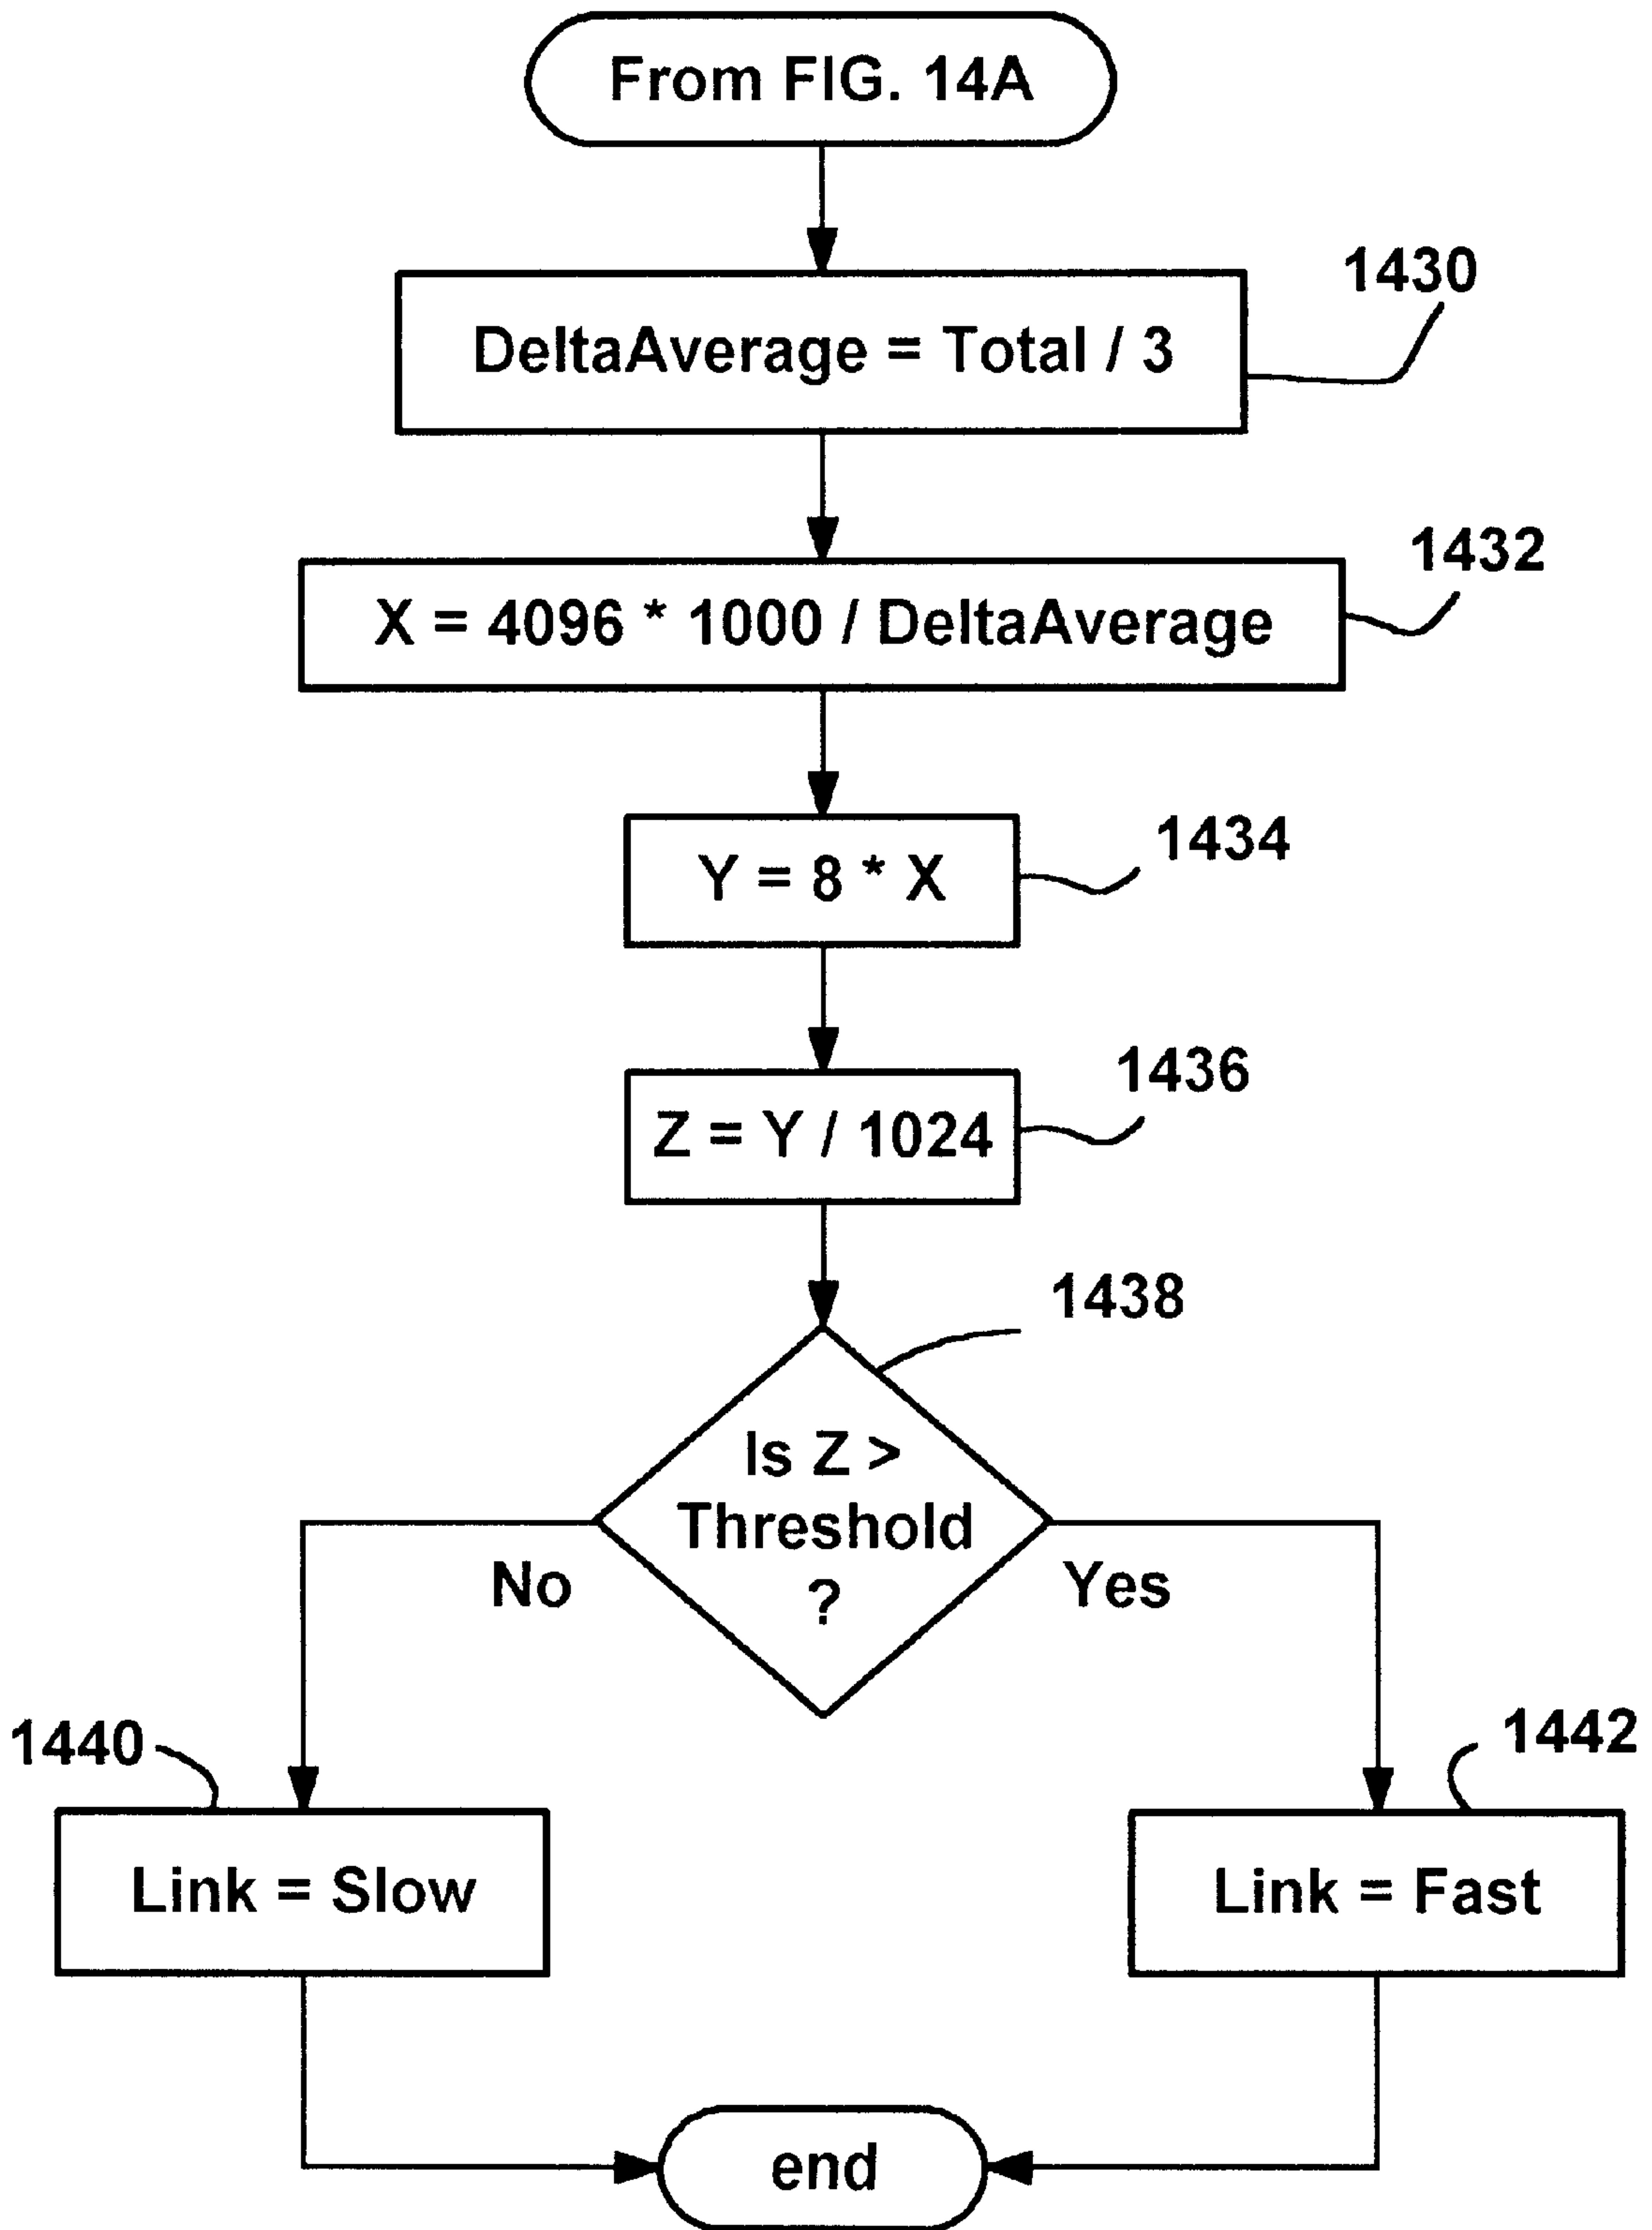 From FIG. 14A
1430
DeltaAverage = Total / 3
1432
X = 4096 * 1000 / DeltaAverage
1434
Y = 8 * X
1436
Z = Y / 1024
1438
Is Z >
Threshold
?
No
Yes
1440
1442
Link = Slow
Link = Fast
end